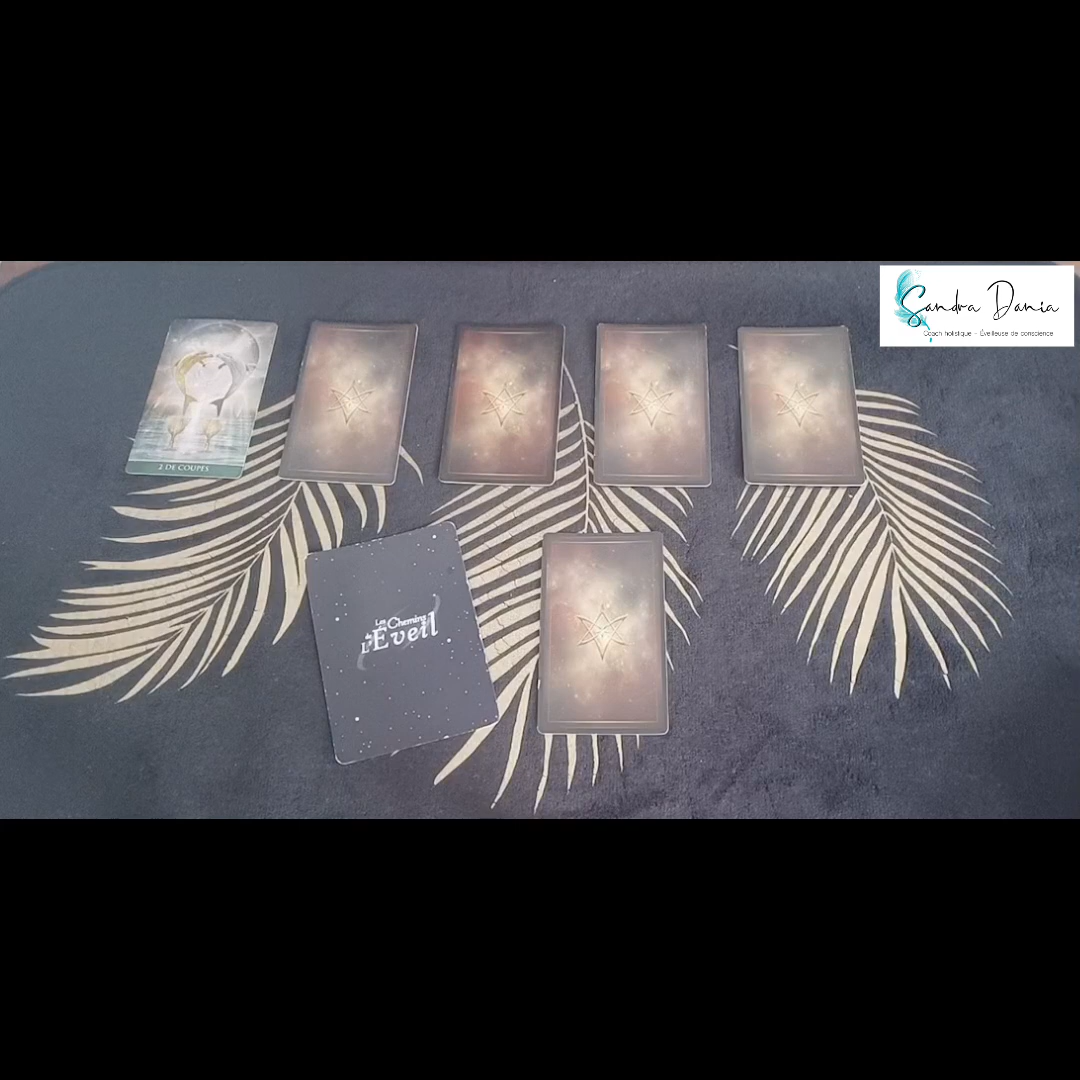 Sandra Dania
Coach holistique – Éveilleuse de conscience
2 DE COUPES
Les Chemins
de
L'Éveil